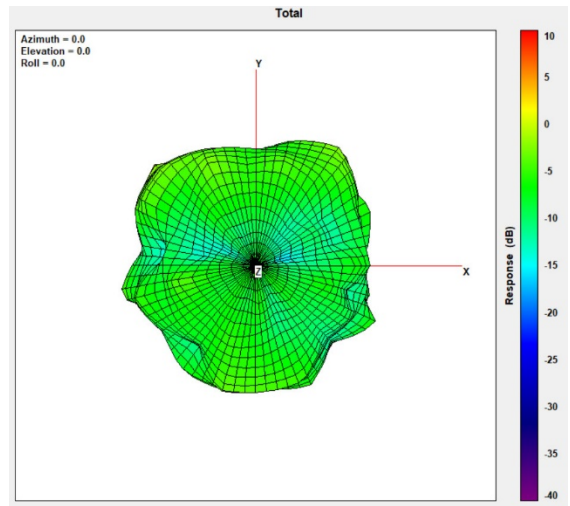 Total
Azimuth = 0.0
Elevation = 0.0
Roll = 0.0
Y
X
Z
10
5
0
-5
-10
-15
-20
-25
-30
-35
-40
Response (dB)